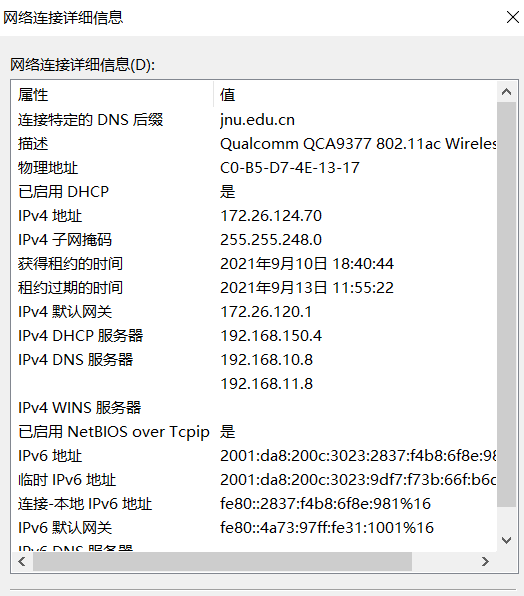 网络连接详细信息
网络连接详细信息(D):
属性 值
连接特定的 DNS 后缀 jnu.edu.cn
描述 Qualcomm QCA9377 802.11ac Wireles
物理地址 C0-B5-D7-4E-13-17
已启用 DHCP 是
IPv4 地址 172.26.124.70
IPv4 子网掩码 255.255.248.0
获得租约的时间 2021年9月10日 18:40:44
租约过期的时间 2021年9月13日 11:55:22
IPv4 默认网关 172.26.120.1
IPv4 DHCP 服务器 192.168.150.4
IPv4 DNS 服务器 192.168.10.8
192.168.11.8
IPv4 WINS 服务器
已启用 NetBIOS over Tcpip 是
IPv6 地址 2001:da8:200c:3023:2837:f4b8:6f8e:98
临时 IPv6 地址 2001:da8:200c:3023:9df7:f73b:66f:b6c
连接-本地 IPv6 地址 fe80::2837:f4b8:6f8e:981%16
IPv6 默认网关 fe80::4a73:97ff:fe31:1001%16
IPv6 DNS 服务器